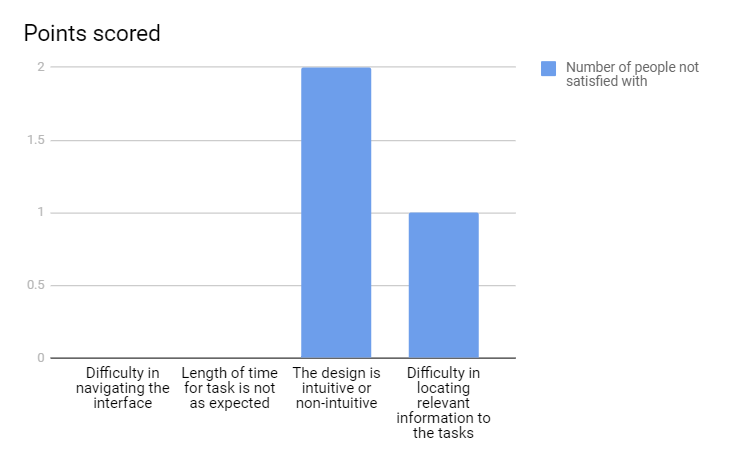 Points scored
2
1.5
1
0.5
0
Number of people not
satisfied with
Difficulty in
navigating the
interface
Length of time
for task is not
as expected
The design is
intuitive or
non-intuitive
Difficulty in
locating
relevant
information to
the tasks